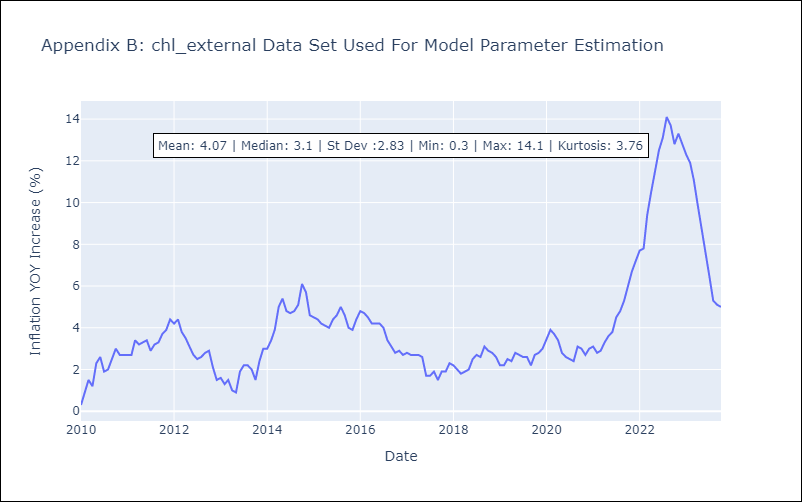 Appendix B: chl_external Data Set Used For Model Parameter Estimation
14
Mean: 4.07 | Median: 3.1 | St Dev :2.83 | Min: 0.3 | Max: 14.1 | Kurtosis: 3.76
12
10
8
6
4
2
0
Inflation YOY Increase (%)
2010 2012 2014 2016 2018 2020 2022
Date